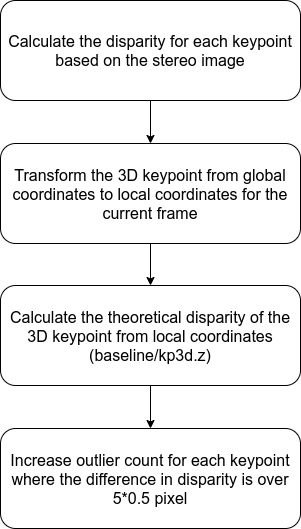 Calculate the disparity for each keypoint
based on the stereo image
Transform the 3D keypoint from global
coordinates to local coordinates for the
current frame
Calculate the theoretical disparity of the
3D keypoint from local coordinates
(baseline/kp3d.z)
Increase outlier count for each keypoint
where the difference in disparity is over
5*0.5 pixel